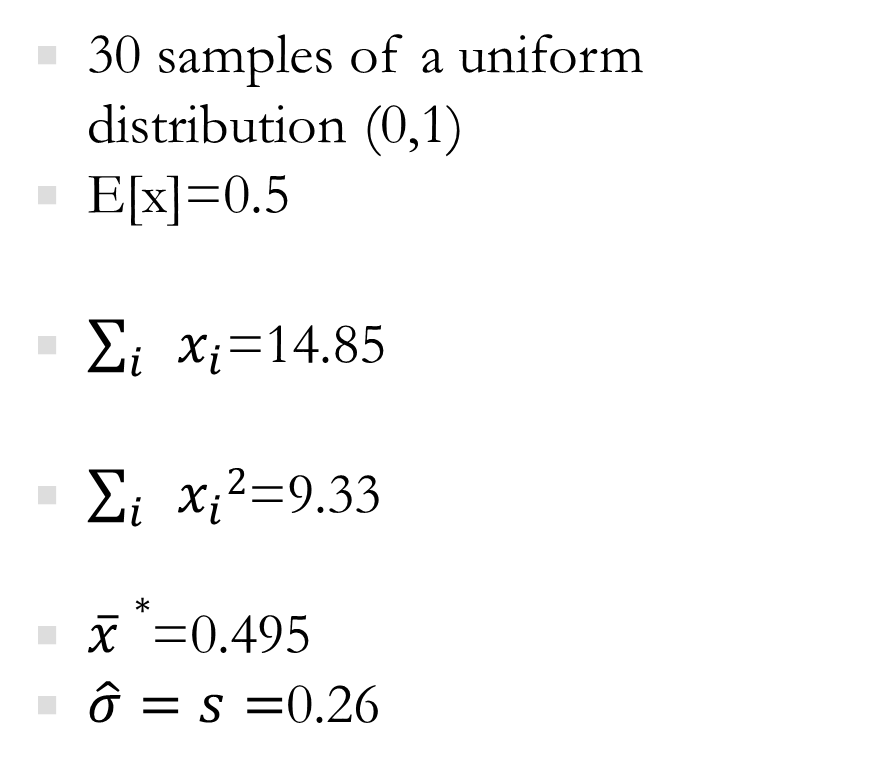 30 samples of a uniform
distribution (0,1)
E[x]=0.5
∑ᵢ xᵢ=14.85
∑ᵢ xᵢ²=9.33
x̄ *=0.495
σ̂ = s =0.26